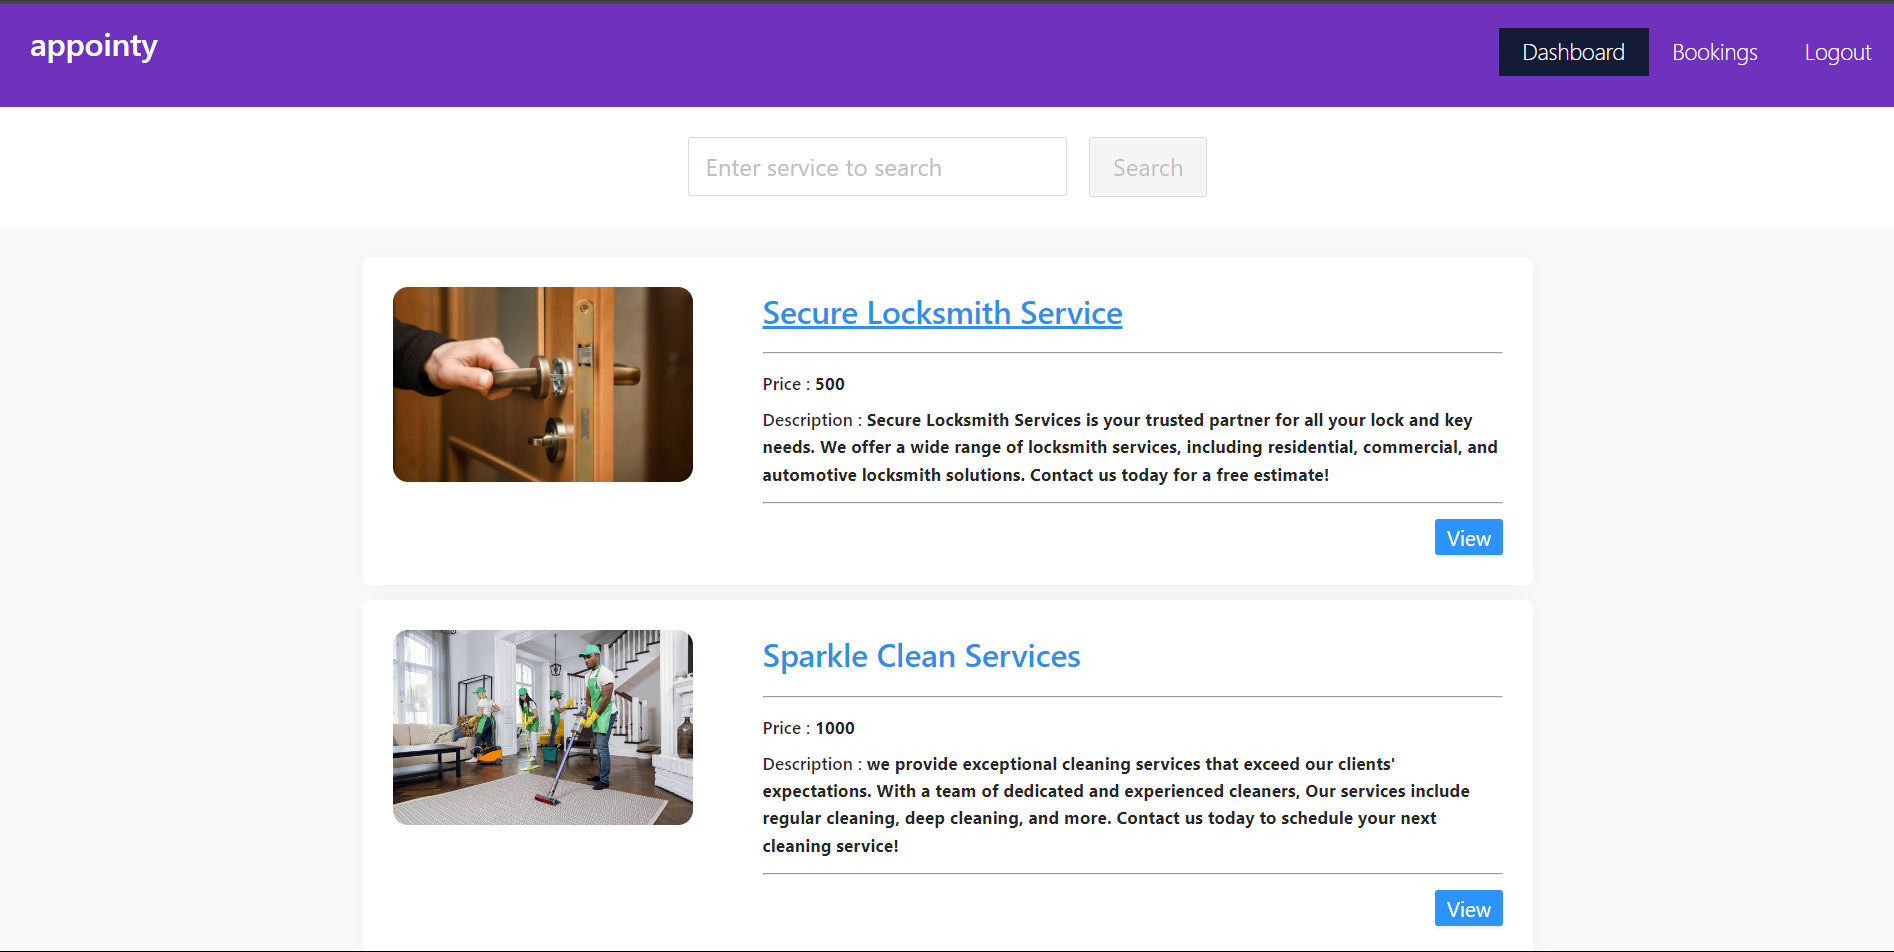 appointy
Dashboard
Bookings
Logout
Enter service to search
Search
Secure Locksmith Service
Price : 500
Description : Secure Locksmith Services is your trusted partner for all your lock and key
needs. We offer a wide range of locksmith services, including residential, commercial, and
automotive locksmith solutions. Contact us today for a free estimate!
View
Sparkle Clean Services
Price : 1000
Description : we provide exceptional cleaning services that exceed our clients'
expectations. With a team of dedicated and experienced cleaners, Our services include
regular cleaning, deep cleaning, and more. Contact us today to schedule your next
cleaning service!
View